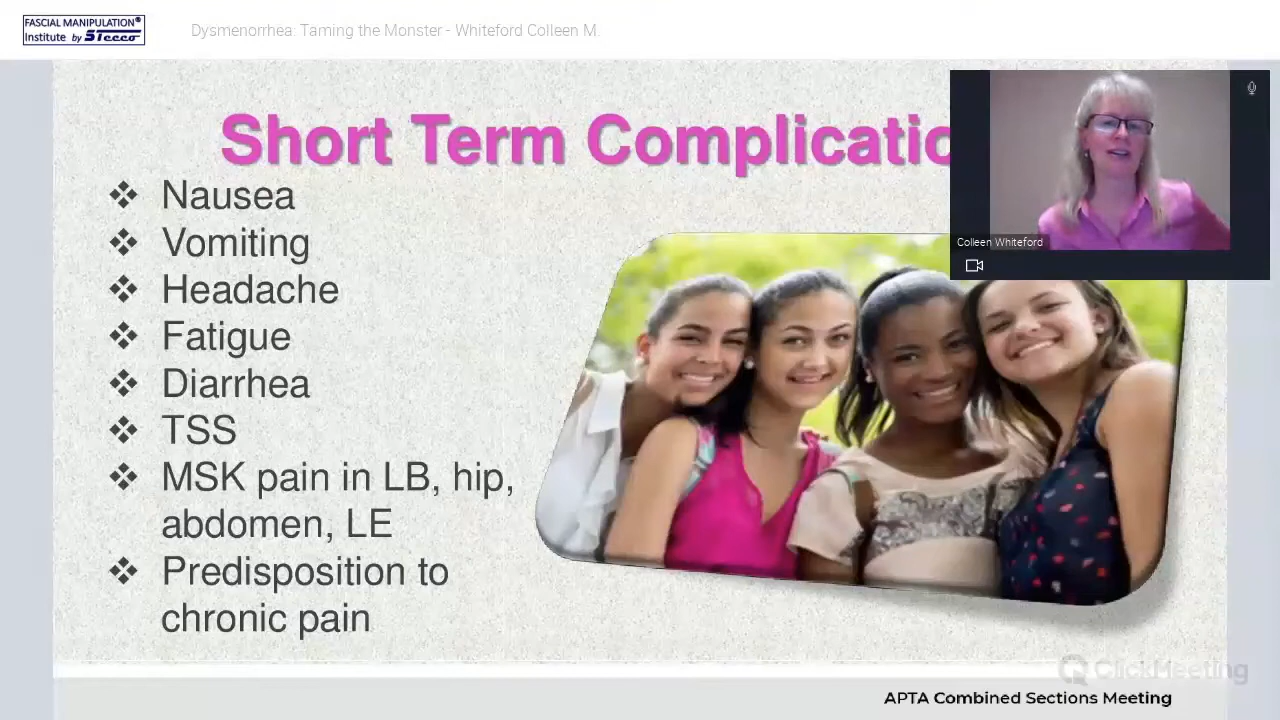 FASCIAL MANIPULATION®
Institute by STECCO
Dysmenorrhea: Taming the Monster - Whiteford Colleen M.
Short Term Complicatio
Nausea
Vomiting
Headache
Fatigue
Diarrhea
TSS
MSK pain in LB, hip,
abdomen, LE
Predisposition to
chronic pain
Colleen Whiteford
ClickMeeting
APTA Combined Sections Meeting